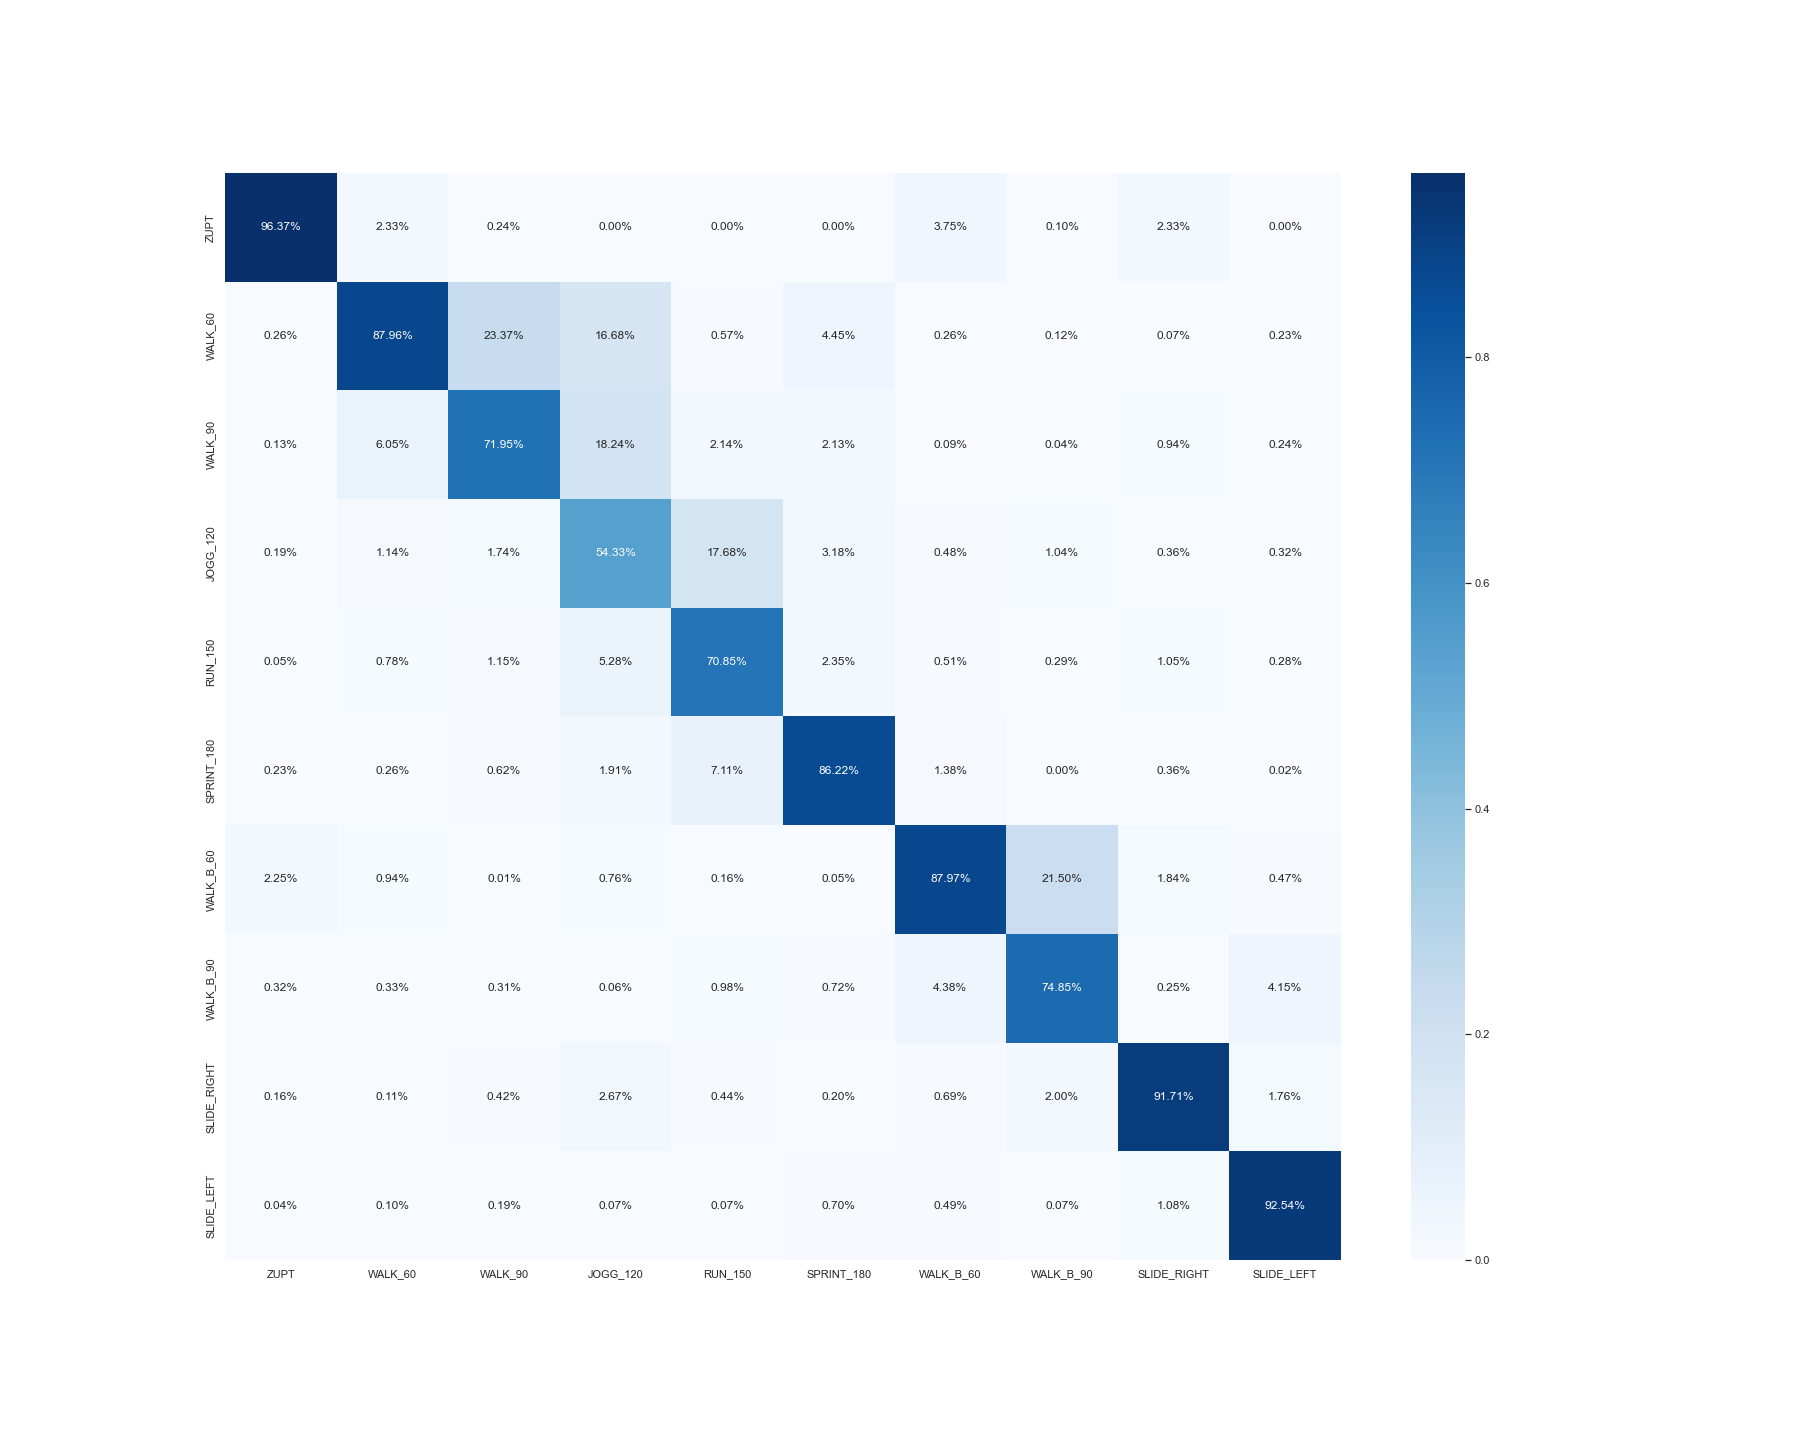 ZUPT 96.37% 2.33% 0.24% 0.00% 0.00% 0.00% 3.75% 0.10% 2.33% 0.00%
WALK_60 0.26% 87.96% 23.37% 16.68% 0.57% 4.45% 0.26% 0.12% 0.07% 0.23%
0.8
WALK_90 0.13% 6.05% 71.95% 18.24% 2.14% 2.13% 0.09% 0.04% 0.94% 0.24%
JOGG_120 0.19% 1.14% 1.74% 54.33% 17.68% 3.18% 0.48% 1.04% 0.36% 0.32%
0.6
RUN_150 0.05% 0.78% 1.15% 5.28% 70.85% 2.35% 0.51% 0.29% 1.05% 0.28%
SPRINT_180 0.23% 0.26% 0.62% 1.91% 7.11% 86.22% 1.38% 0.00% 0.36% 0.02%
0.4
WALK_B_60 2.25% 0.94% 0.01% 0.76% 0.16% 0.05% 87.97% 21.50% 1.84% 0.47%
WALK_B_90 0.32% 0.33% 0.31% 0.06% 0.98% 0.72% 4.38% 74.85% 0.25% 4.15%
0.2
SLIDE_RIGHT 0.16% 0.11% 0.42% 2.67% 0.44% 0.20% 0.69% 2.00% 91.71% 1.76%
SLIDE_LEFT 0.04% 0.10% 0.19% 0.07% 0.07% 0.70% 0.49% 0.07% 1.08% 92.54%
0.0
ZUPT WALK_60 WALK_90 JOGG_120 RUN_150 SPRINT_180 WALK_B_60 WALK_B_90 SLIDE_RIGHT SLIDE_LEFT